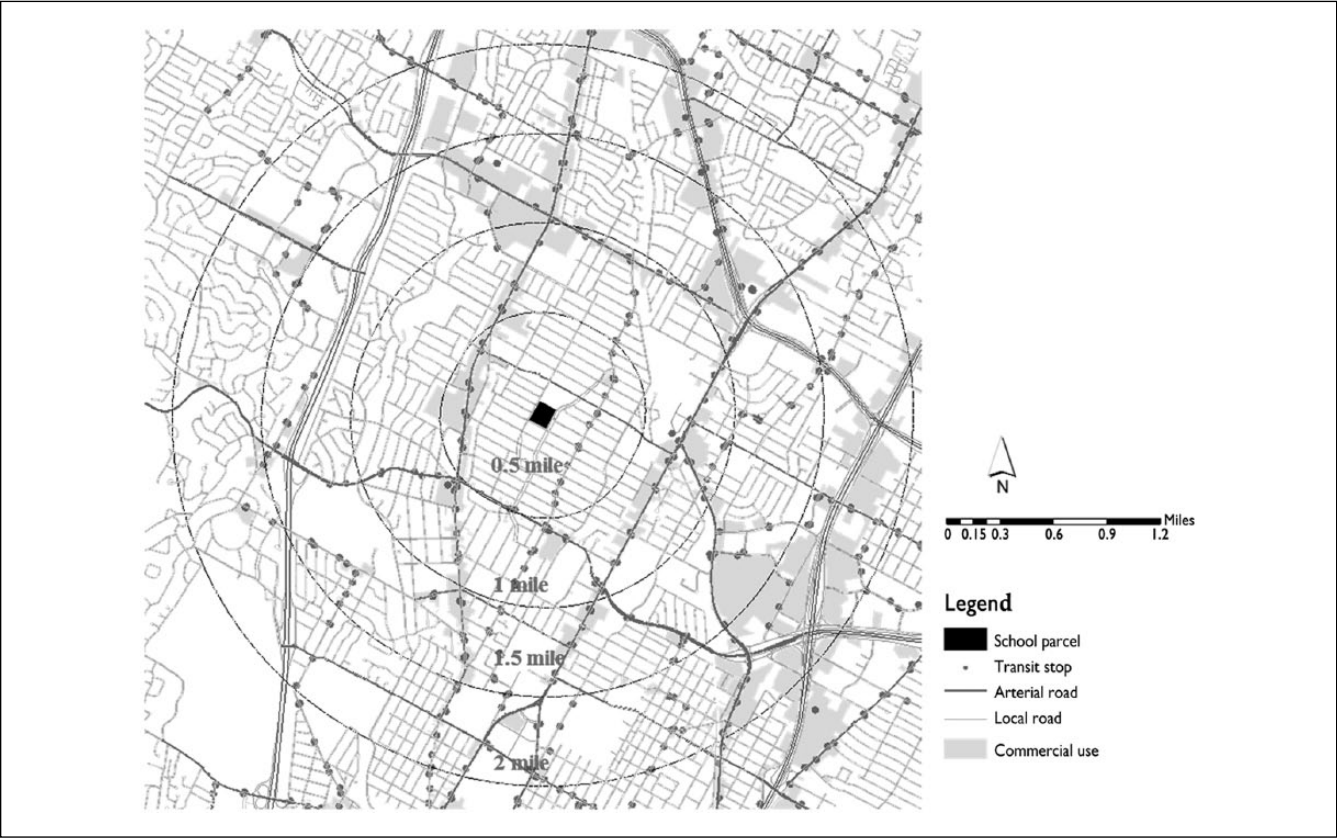 0.5 mile
1 mile
1.5 mile
2 mile
N
Miles
0 0.15 0.3 0.6 0.9 1.2
Legend
School parcel
Transit stop
Arterial road
Local road
Commercial use